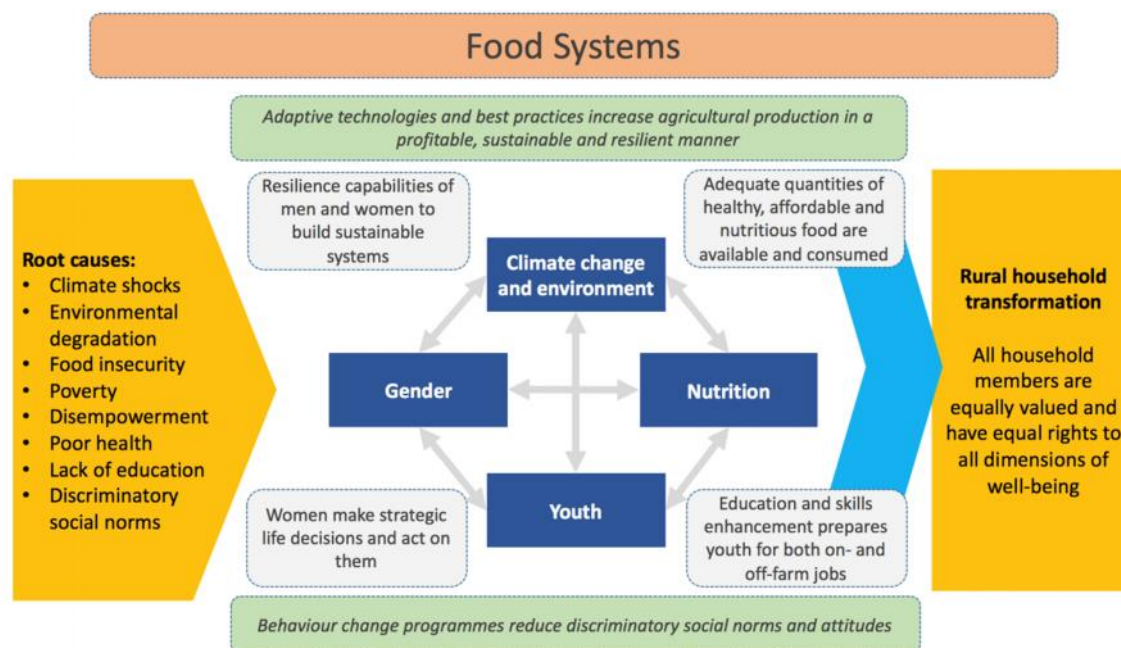 Food Systems
Adaptive technologies and best practices increase agricultural production in a
profitable, sustainable and resilient manner
Root causes:
• Climate shocks
• Environmental
degradation
• Food insecurity
• Poverty
• Disempowerment
• Poor health
• Lack of education
• Discriminatory
social norms
Resilience capabilities of
men and women to
build sustainable
systems
Adequate quantities of
healthy, affordable and
nutritious food are
available and consumed
Climate change
and environment
Gender
Nutrition
Youth
Women make strategic
life decisions and act on
them
Education and skills
enhancement prepares
youth for both on- and
off-farm jobs
Rural household
transformation
All household
members are
equally valued and
have equal rights to
all dimensions of
well-being
Behaviour change programmes reduce discriminatory social norms and attitudes